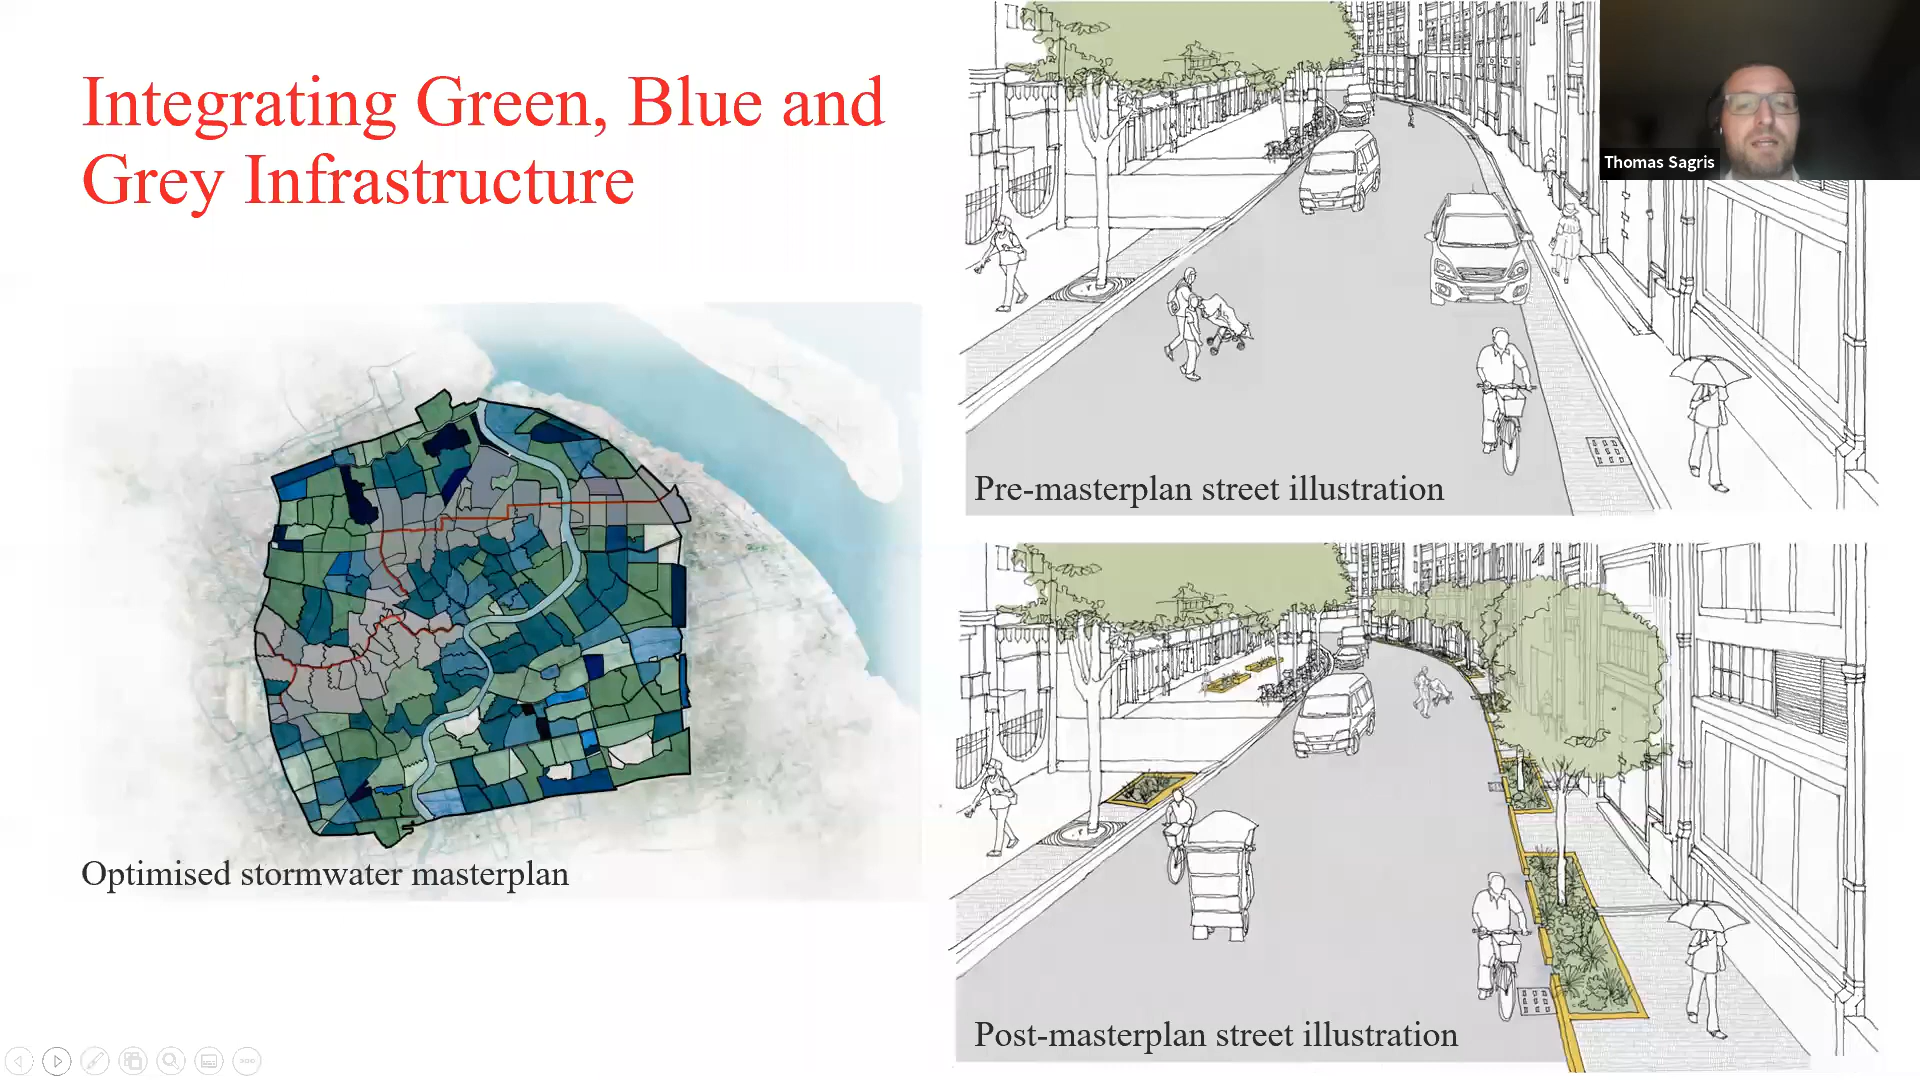 Integrating Green, Blue and
Grey Infrastructure
Thomas Sagris
Pre-masterplan street illustration
Optimised stormwater masterplan
Post-masterplan street illustration